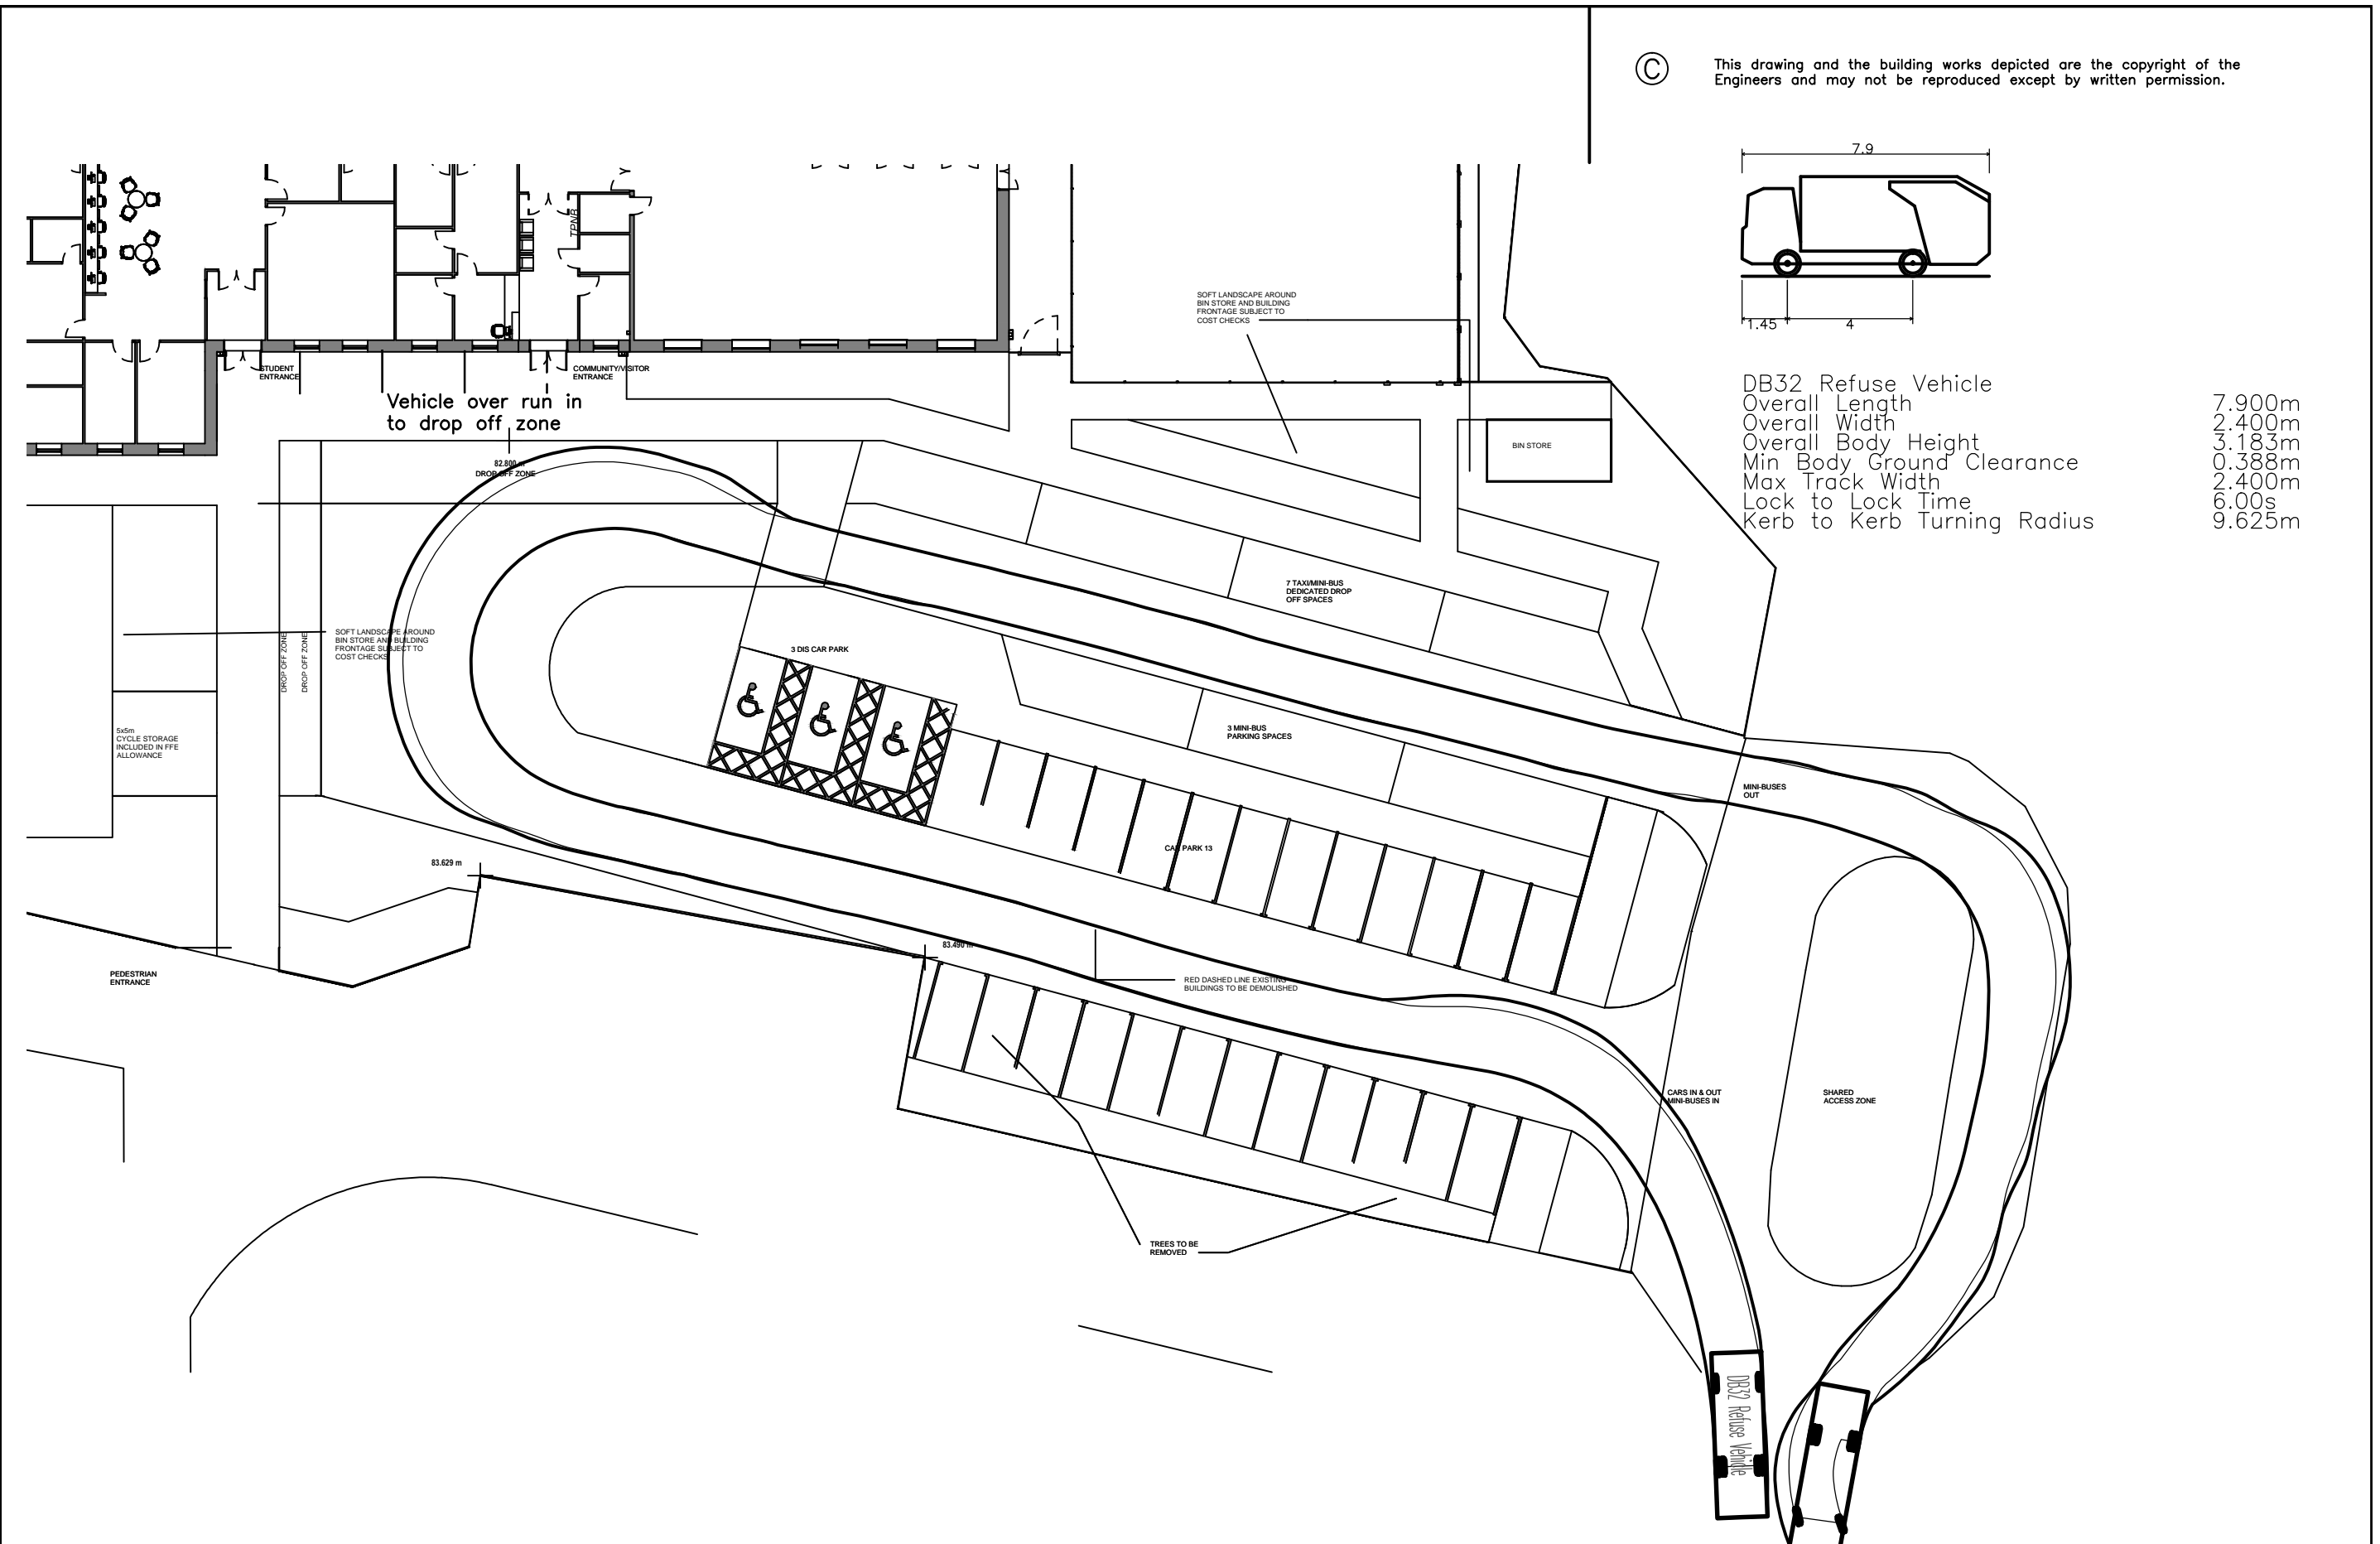 ©
This drawing and the building works depicted are the copyright of the
Engineers and may not be reproduced except by written permission.
7.9
1.45
4
DB32 Refuse Vehicle
Overall Length 7.900m
Overall Width 2.400m
Overall Body Height 3.183m
Min Body Ground Clearance 0.388m
Max Track Width 2.400m
Lock to Lock Time 6.00s
Kerb to Kerb Turning Radius 9.625m
TPNB
SOFT LANDSCAPE AROUND
BIN STORE AND BUILDING
FRONTAGE SUBJECT TO
COST CHECKS
STUDENT
ENTRANCE
COMMUNITY/VISITOR
ENTRANCE
Vehicle over run in
to drop off zone
BIN STORE
82.800 m
DROP OFF ZONE
7 TAXI/MINI-BUS
DEDICATED DROP
OFF SPACES
SOFT LANDSCAPE AROUND
BIN STORE AND BUILDING
FRONTAGE SUBJECT TO
COST CHECKS
DROP OFF ZONE
DROP OFF ZONE
3 DIS CAR PARK
5x5m
CYCLE STORAGE
INCLUDED IN FFE
ALLOWANCE
3 MINI-BUS
PARKING SPACES
MINI-BUSES
OUT
CAR PARK 13
83.629 m
83.490 m
PEDESTRIAN
ENTRANCE
RED DASHED LINE EXISTING
BUILDINGS TO BE DEMOLISHED
CARS IN & OUT
MINI-BUSES IN
SHARED
ACCESS ZONE
TREES TO BE
REMOVED
DB32 Refuse Vehicle